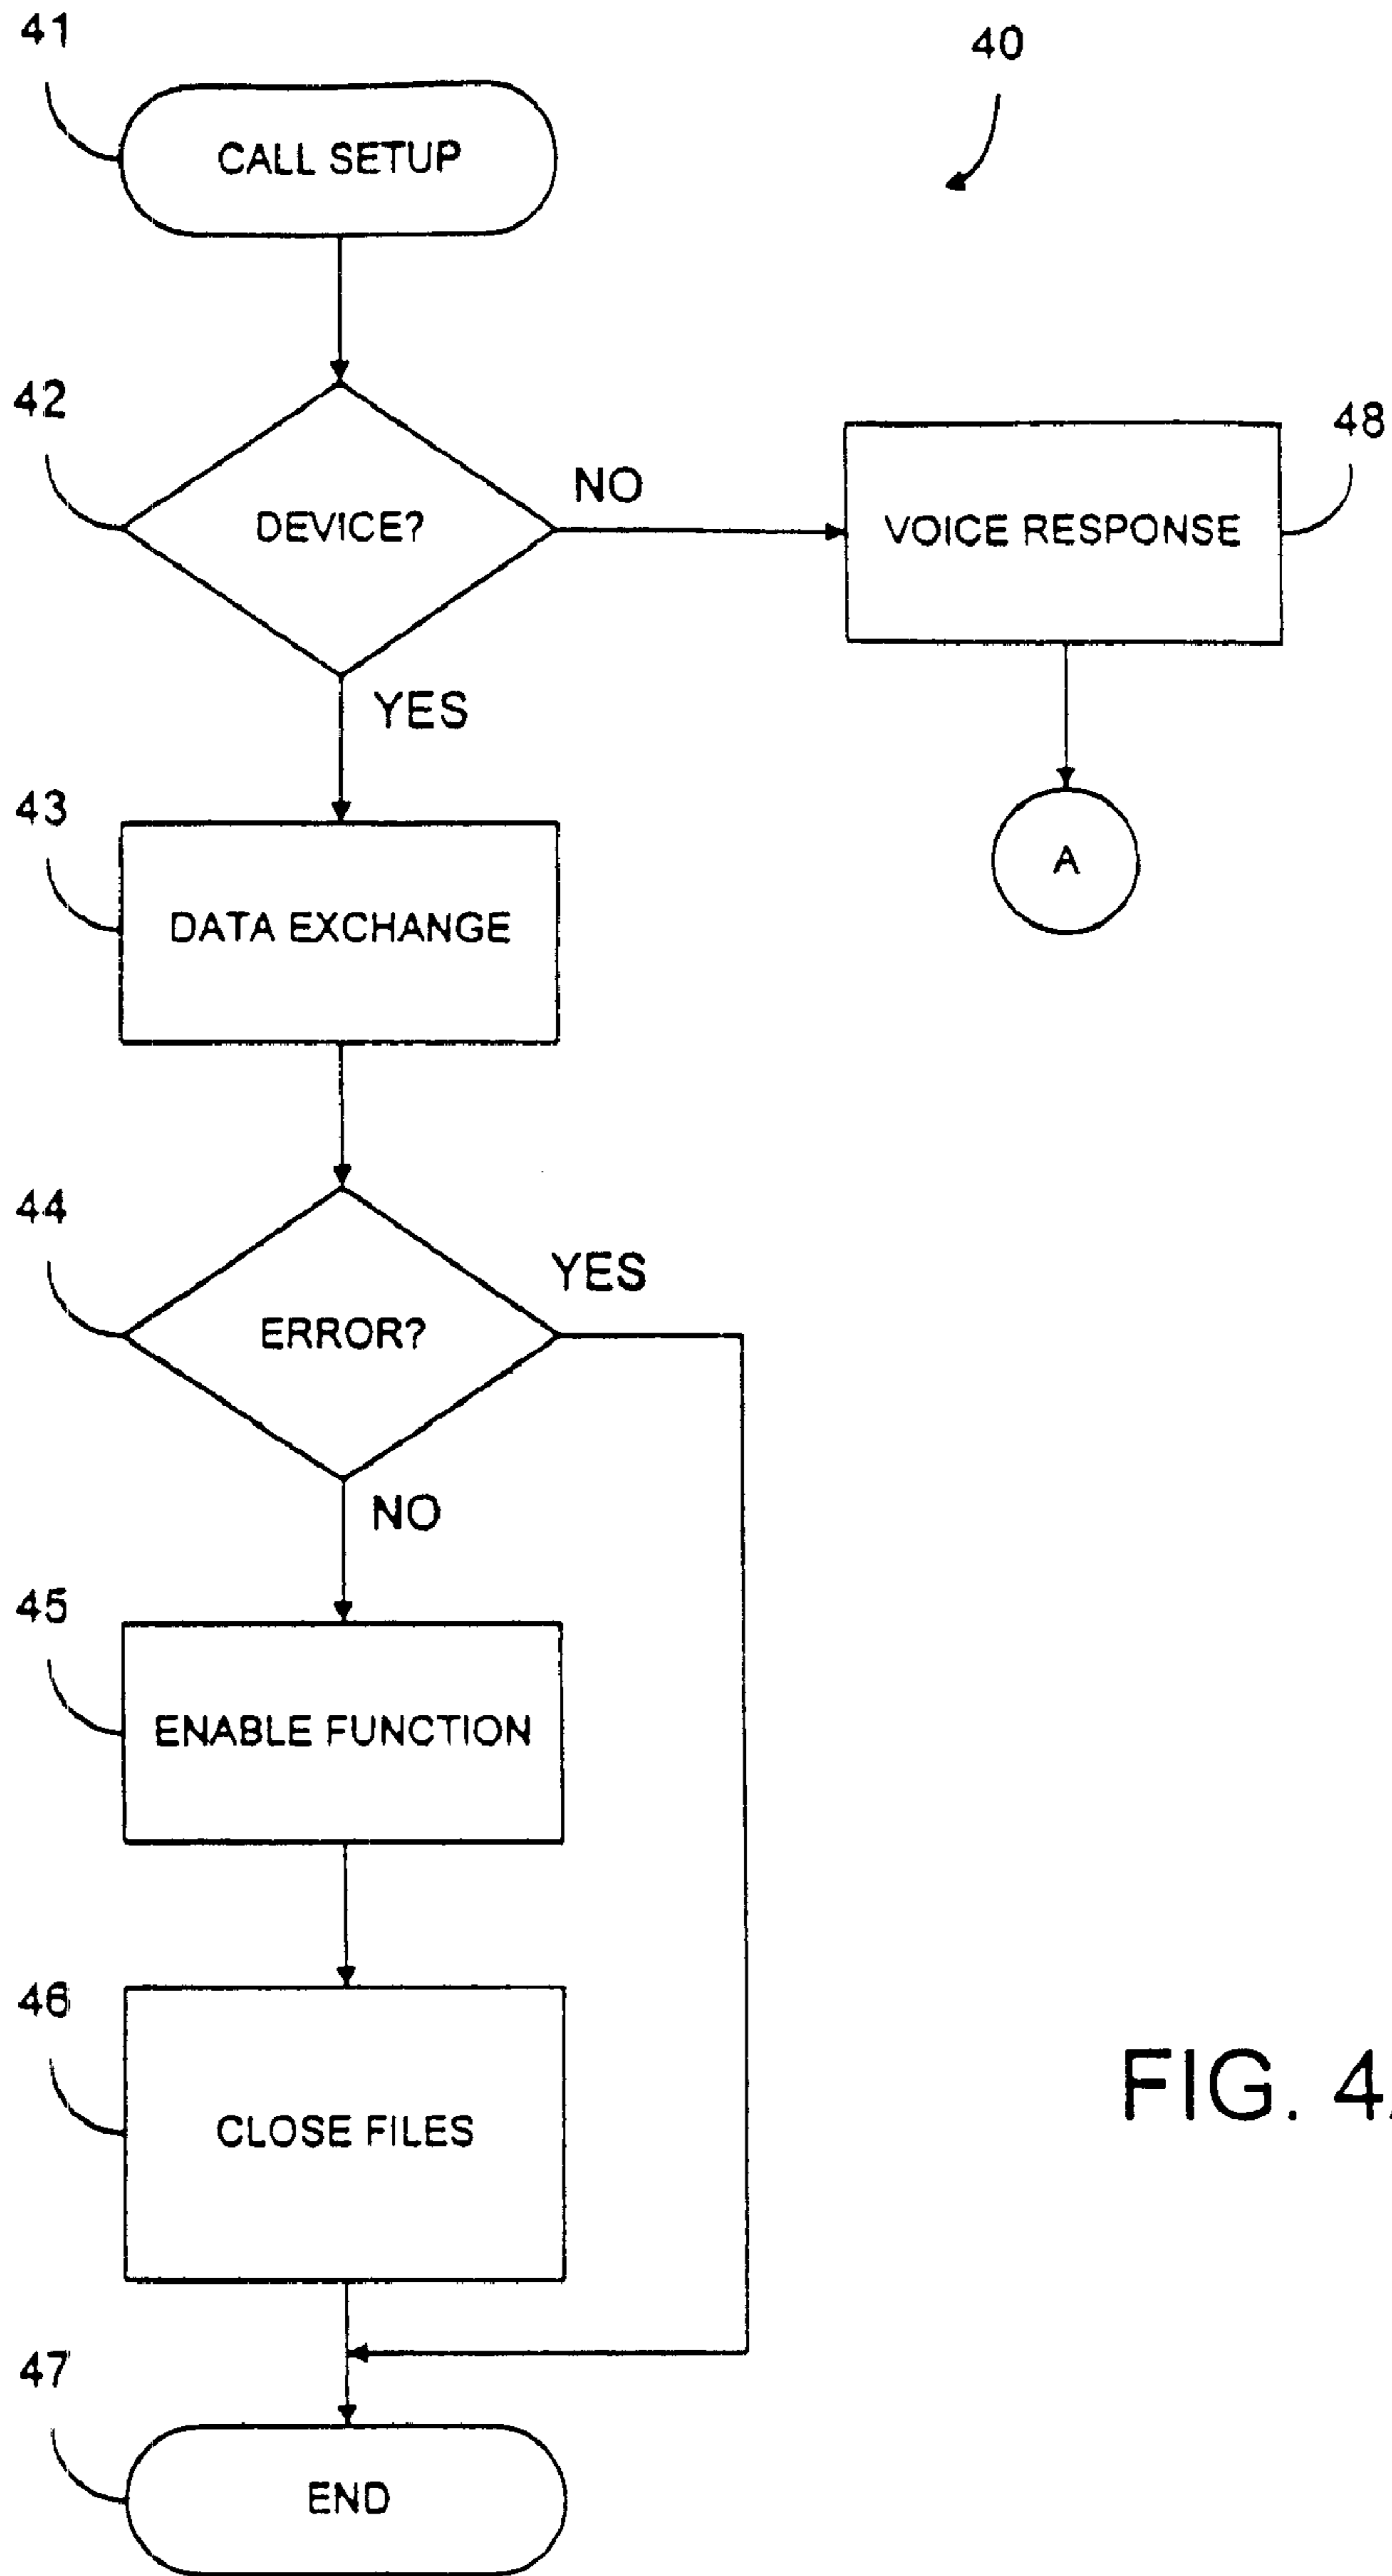 41
40
CALL SETUP
42
48
NO
DEVICE?
VOICE RESPONSE
YES
43
A
DATA EXCHANGE
44
YES
ERROR?
NO
45
ENABLE FUNCTION
46
CLOSE FILES
FIG. 4
47
END